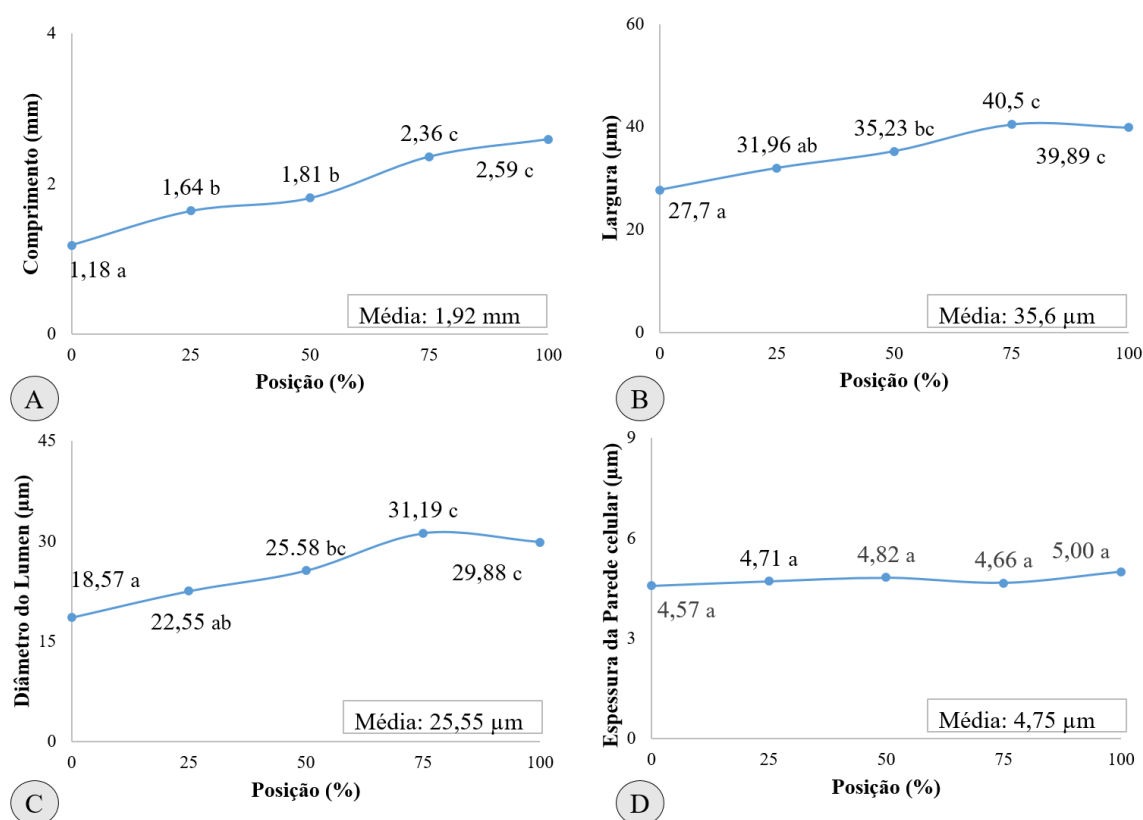 Comprimento (mm)
4
2
0
1,18 a
1,64 b
1,81 b
2,36 c
2,59 c
Média: 1,92 mm
0 25 50 75 100
Posição (%)
A
Largura (µm)
60
40
20
0
27,7 a
31,96 ab
35,23 bc
40,5 c
39,89 c
Média: 35,6 µm
0 25 50 75 100
Posição (%)
B
Diâmetro do Lumen (µm)
45
30
15
0
18,57 a
22,55 ab
25.58 bc
31,19 c
29,88 c
Média: 25,55 µm
0 25 50 75 100
Posição (%)
C
Espessura da Parede celular (µm)
9
6
3
0
4,57 a
4,71 a
4,82 a
4,66 a
5,00 a
Média: 4,75 µm
0 25 50 75 100
Posição (%)
D